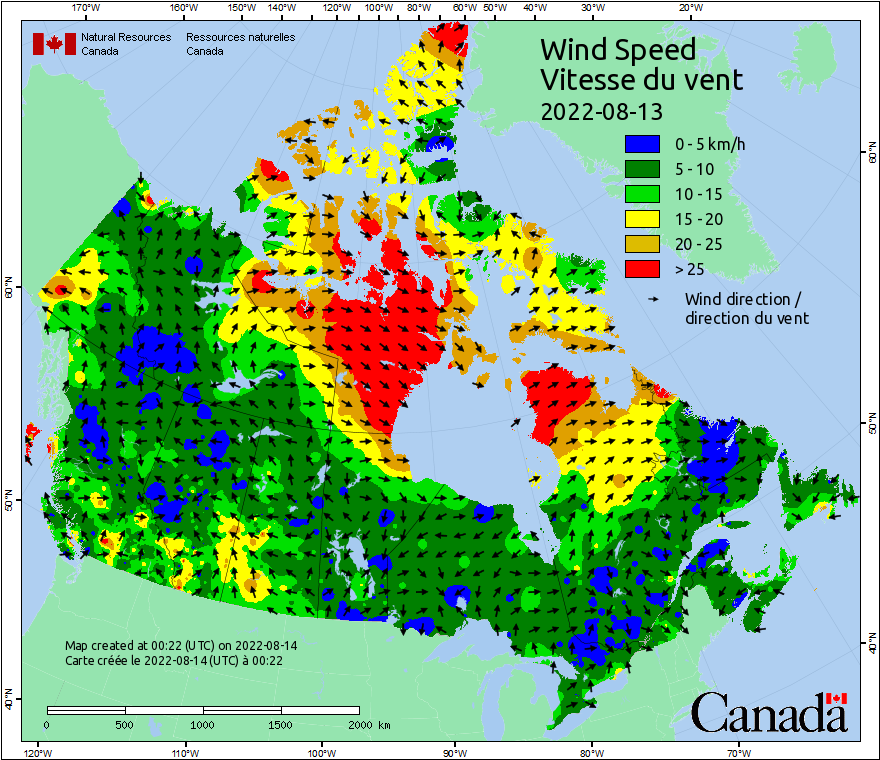 170°W 160°W 150°W 140°W 120°W 100°W 80°W 60°W 50°W 40°W 30°W 20°W
Natural Resources Ressources naturelles
Canada Canada
Wind Speed
Vitesse du vent
2022-08-13
0 - 5 km/h
5 - 10
10 - 15
15 - 20
20 - 25
> 25
Wind direction /
direction du vent
60°N
60°N
50°N
50°N
40°N
40°N
Map created at 00:22 (UTC) on 2022-08-14
Carte créée le 2022-08-14 (UTC) à 00:22
0 500 1000 1500 2000 km
Canada
120°W 110°W 100°W 90°W 80°W 70°W